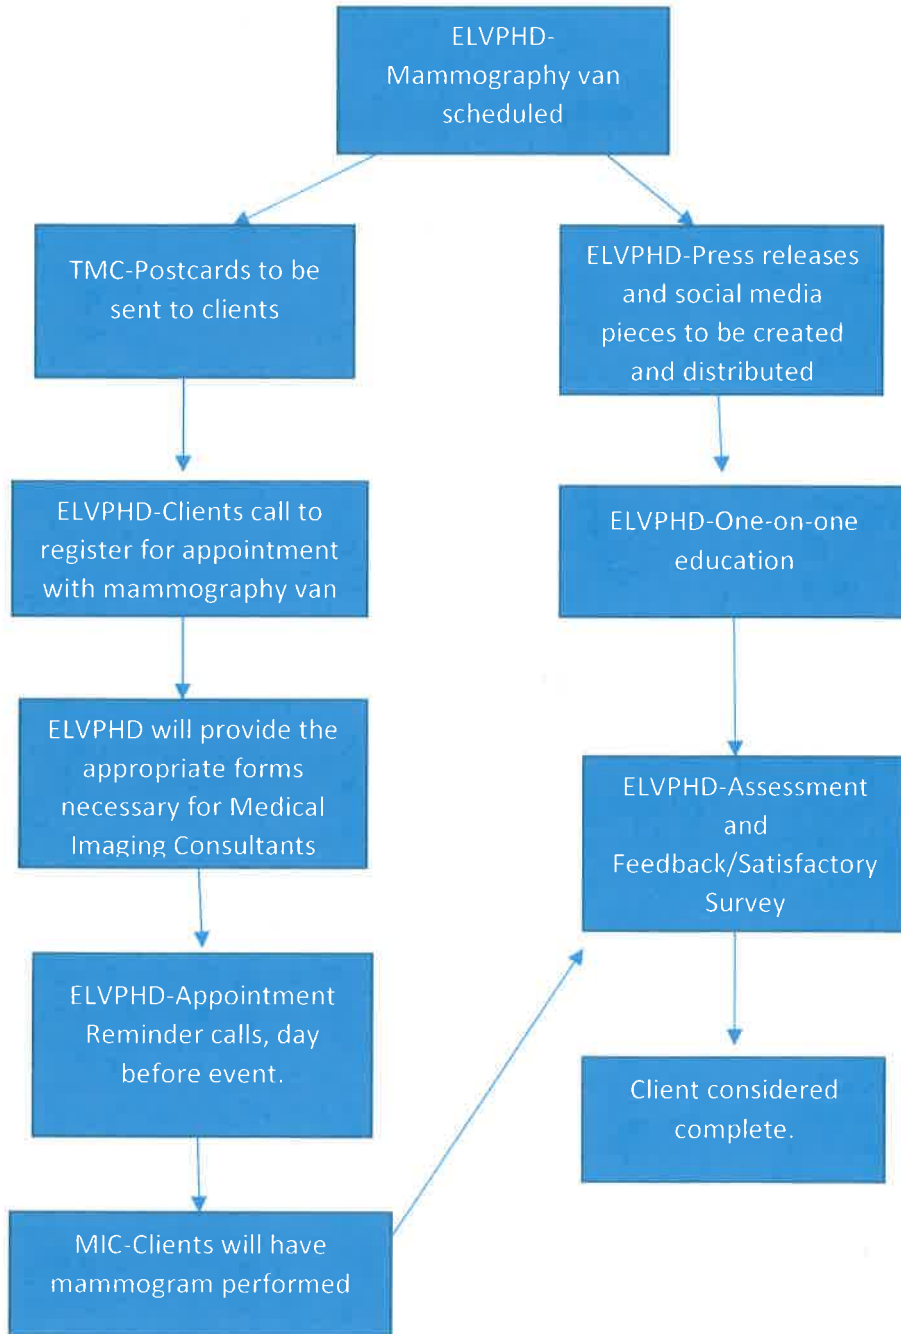 ELVPHD-
Mammography van
scheduled
TMC-Postcards to be
sent to clients
ELVPHD-Press releases
and social media
pieces to be created
and distributed
ELVPHD-Clients call to
register for appointment
with mammography van
ELVPHD-One-on-one
education
ELVPHD will provide the
appropriate forms
necessary for Medical
Imaging Consultants
ELVPHD-Assessment
and
Feedback/Satisfactory
Survey
ELVPHD-Appointment
Reminder calls, day
before event.
Client considered
complete.
MIC-Clients will have
mammogram performed